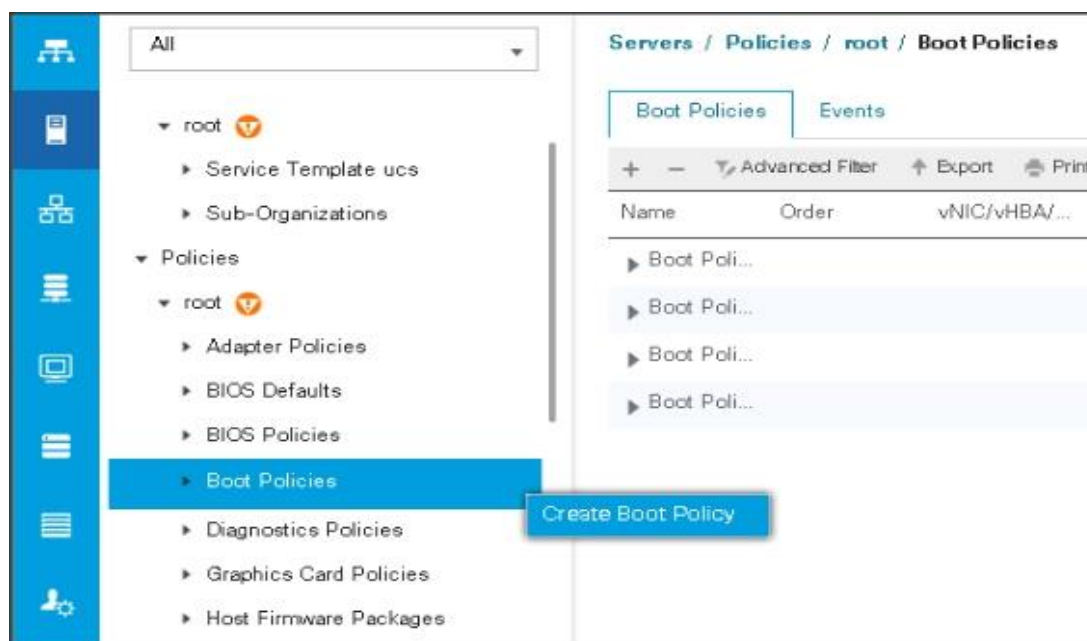 All
root
Service Template ucs
Sub-Organizations
Policies
root
Adapter Policies
BIOS Defaults
BIOS Policies
Boot Policies
Diagnostics Policies
Graphics Card Policies
Host Firmware Packages
Create Boot Policy
Servers / Policies / root / Boot Policies
Boot Policies Events
+ − Advanced Filter Export Print
Name Order vNIC/vHBA/...
Boot Poli...
Boot Poli...
Boot Poli...
Boot Poli...